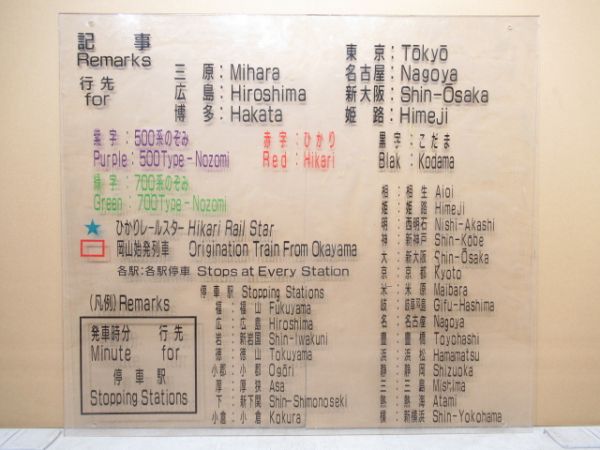 記事
Remarks
行先
for
三原：Mihara
広島：Hiroshima
博多：Hakata
東京：Tōkyō
名古屋：Nagoya
新大阪：Shin-Ōsaka
姫路：Himeji
紫字：500系のぞみ
Purple：500Type-Nozomi
緑字：700系のぞみ
Green：700Type-Nozomi
赤字：ひかり
Red：Hikari
黒字：こだま
Blak：Kodama
★ ひかりレールスター Hikari Rail Star
岡山始発列車 Origination Train From Okayama
各駅：各駅停車 Stops at Every Station
(凡例) Remarks
発車時分 行先
Minute for
停車駅
Stopping Stations
停車駅 Stopping Stations
福：福山 Fukuyama
広：広島 Hiroshima
岩：新岩国 Shin-Iwakuni
徳：徳山 Tokuyama
小郡：小郡 Ogōri
厚：厚狭 Asa
下：新下関 Shin-Shimonoseki
小倉：小倉 Kokura
相：相生 Aioi
姫：姫路 Himeji
明：西明石 Nishi-Akashi
神：新神戸 Shin-Kōbe
大：新大阪 Shin-Ōsaka
京：京都 Kyoto
米：米原 Maibara
岐：岐阜羽島 Gifu-Hashima
名：名古屋 Nagoya
豊：豊橋 Toyohashi
浜：浜松 Hamamatsu
静：静岡 Shizuoka
三：三島 Mishima
熱：熱海 Atami
横：新横浜 Shin-Yokohama